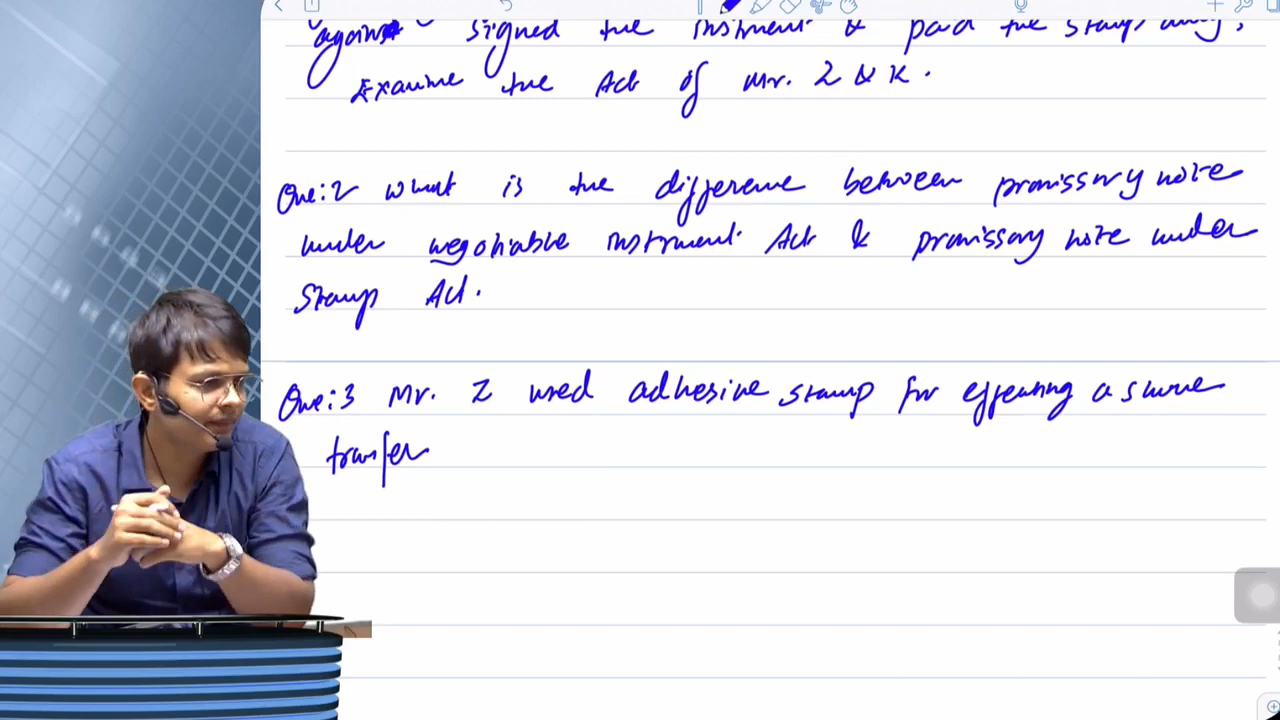 against signed the instrument & paid the stamp duty.
Examine the Act of Mr. Z & K.
Que:2 What is the difference between promissory note
under negotiable instrument Act & promissory note under
Stamp Act.
Que:3 Mr. Z used adhesive stamp for effecting a share
transfer